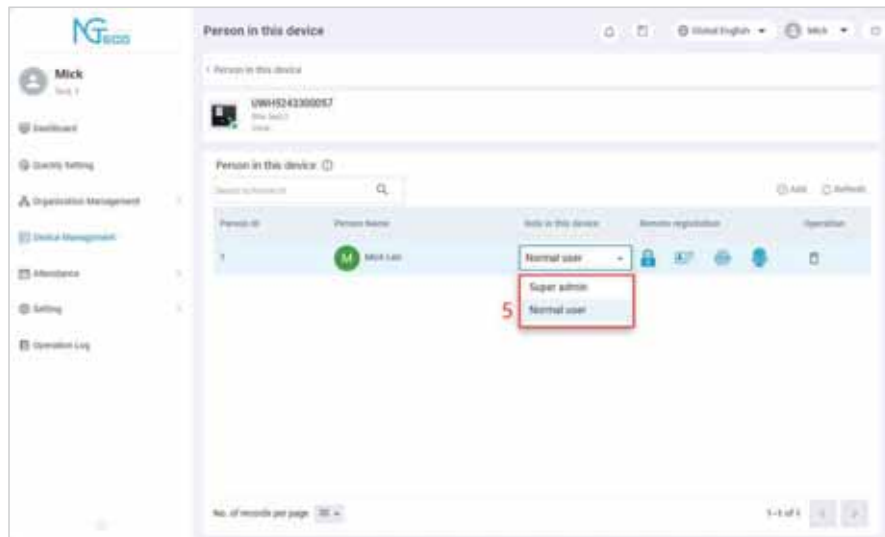 NGTECO
Person in this device
Global English
Mick
Mick
Person in this device
UWH5243300057
Dashboard
Quickly Setting
Organization Management
Device Management
Attendance
Setting
Operation Log
Person in this device
Add
Refresh
Person ID
Person Name
Role in this device
Remote registration
Operation
1
M
Normal user
Super admin
Normal user
5
No. of records per page
1-1 of 1